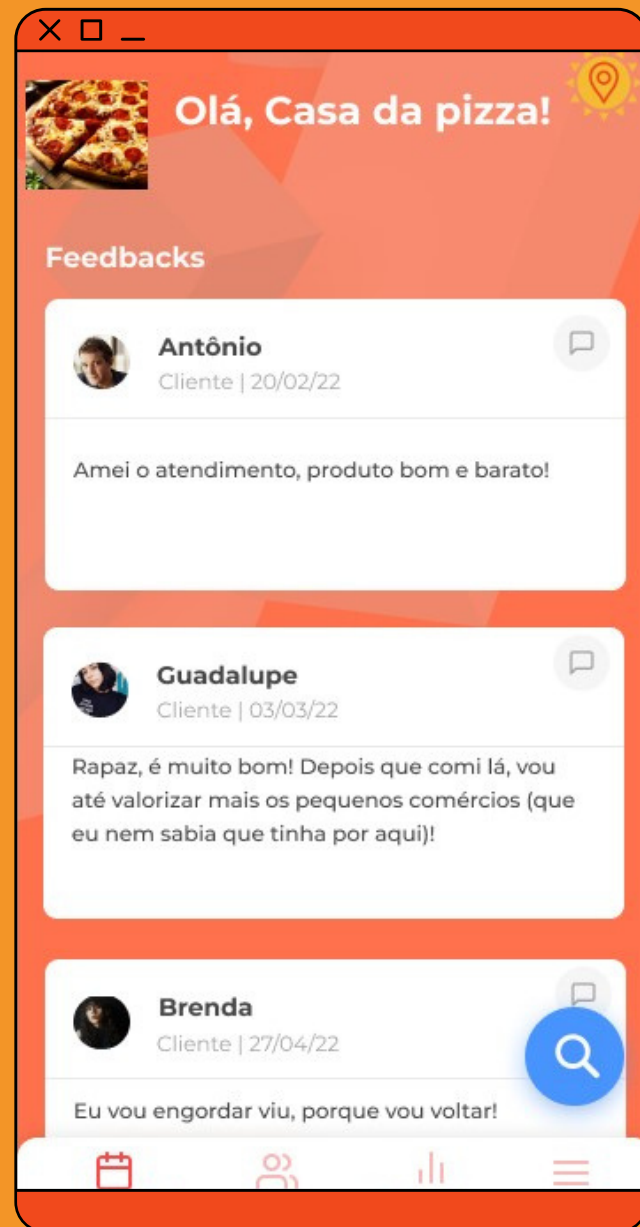 Olá, Casa da pizza!
Feedbacks
Antônio
Cliente | 20/02/22
Amei o atendimento, produto bom e barato!
Guadalupe
Cliente | 03/03/22
Rapaz, é muito bom! Depois que comi lá, vou
até valorizar mais os pequenos comércios (que
eu nem sabia que tinha por aqui)!
Brenda
Cliente | 27/04/22
Eu vou engordar viu, porque vou voltar!